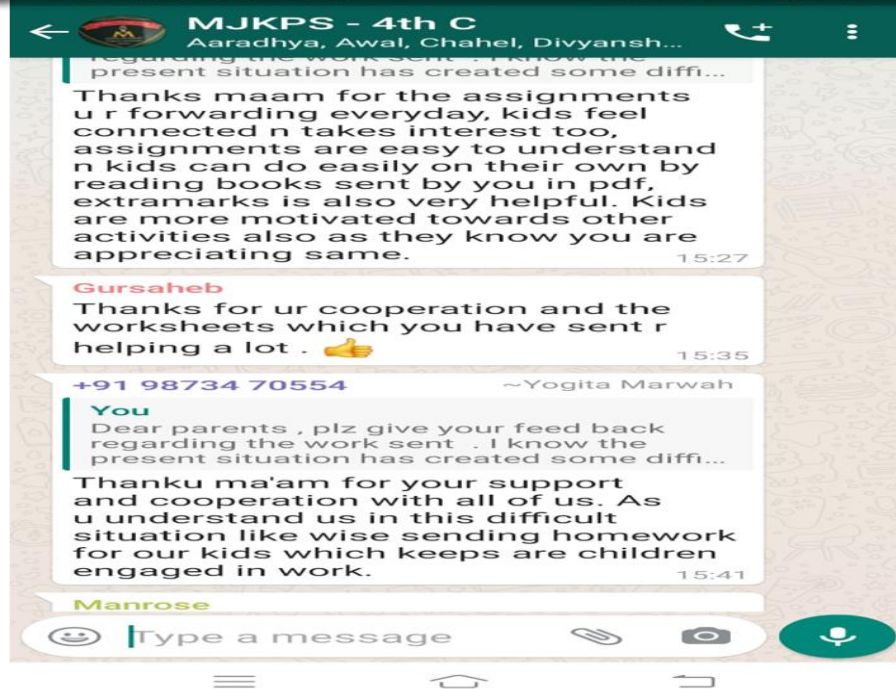 MJKPS - 4th C
Aaradhya, Awal, Chahel, Divyansh...
regarding the work sent . I know the
present situation has created some diffi...
Thanks maam for the assignments
u r forwarding everyday, kids feel
connected n takes interest too,
assignments are easy to understand
n kids can do easily on their own by
reading books sent by you in pdf,
extramarks is also very helpful. Kids
are more motivated towards other
activities also as they know you are
appreciating same.
15:27
Gursaheb
Thanks for ur cooperation and the
worksheets which you have sent r
helping a lot . 👍
15:35
+91 98734 70554 ~Yogita Marwah
You
Dear parents , plz give your feed back
regarding the work sent . I know the
present situation has created some diffi...
Thanku ma'am for your support
and cooperation with all of us. As
u understand us in this difficult
situation like wise sending homework
for our kids which keeps are children
engaged in work.
15:41
Manrose
Type a message